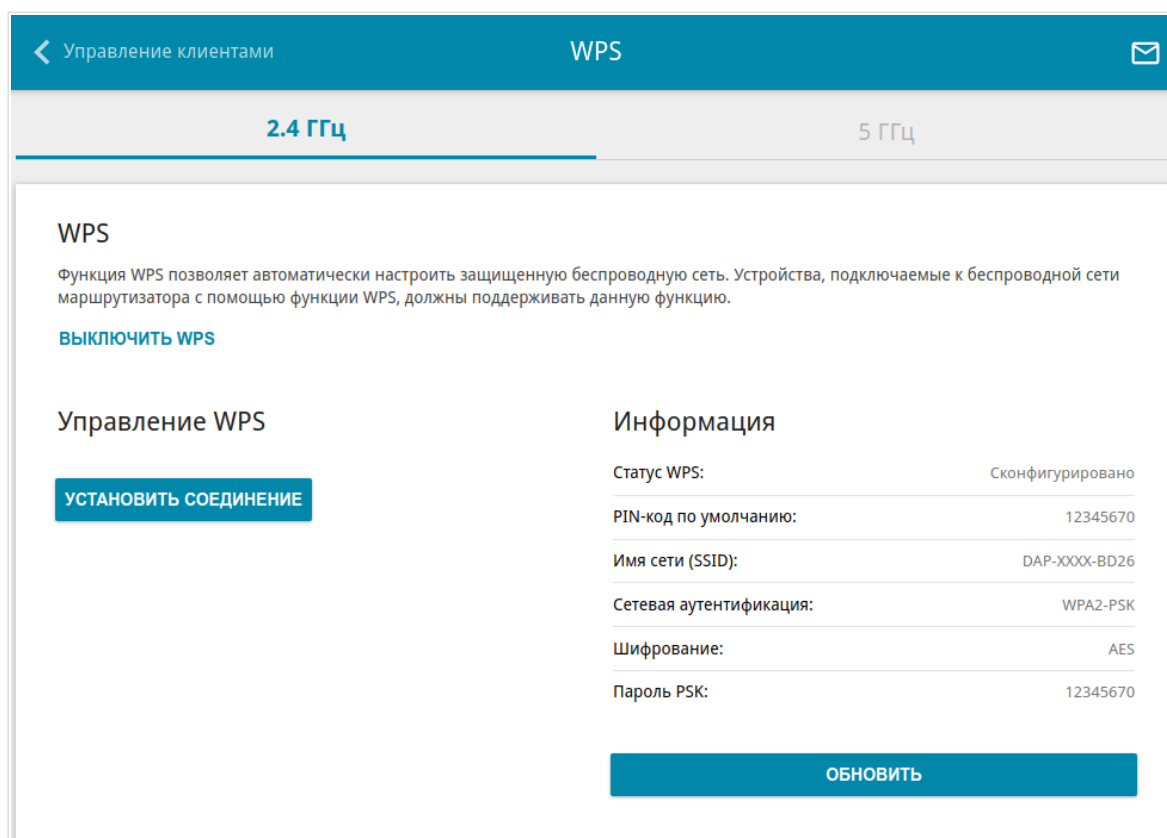 Управление клиентами
WPS
2.4 ГГц
5 ГГц
WPS
Функция WPS позволяет автоматически настроить защищенную беспроводную сеть. Устройства, подключаемые к беспроводной сети
маршрутизатора с помощью функции WPS, должны поддерживать данную функцию.
ВЫКЛЮЧИТЬ WPS
Управление WPS
УСТАНОВИТЬ СОЕДИНЕНИЕ
Информация
Статус WPS: Сконфигурировано
PIN-код по умолчанию: 12345670
Имя сети (SSID): DAP-XXXX-BD26
Сетевая аутентификация: WPA2-PSK
Шифрование: AES
Пароль PSK: 12345670
ОБНОВИТЬ